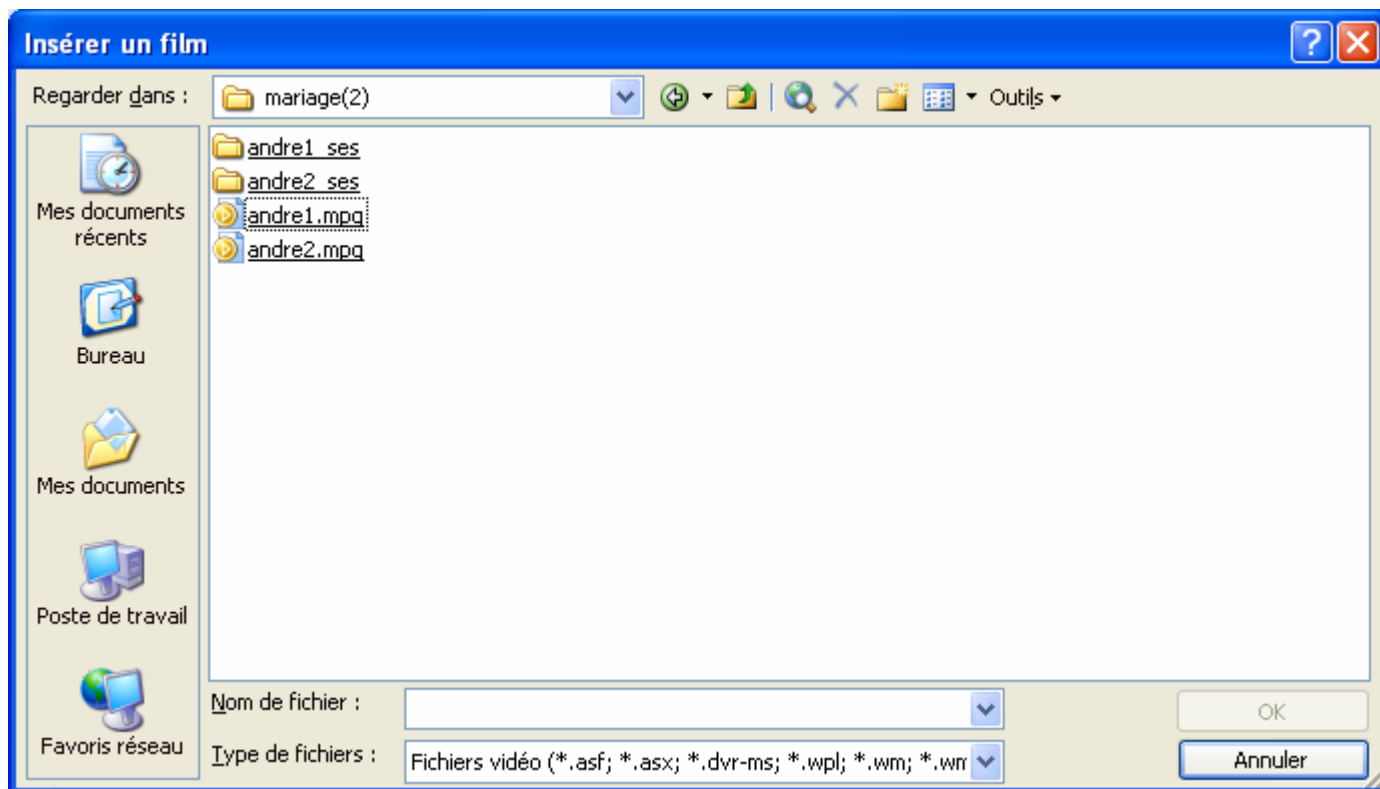 Insérer un film
Regarder dans :
mariage(2)
Outils
andre1_ses
andre2_ses
andre1.mpg
andre2.mpg
Mes documents
récents
Bureau
Mes documents
Poste de travail
Favoris réseau
Nom de fichier :
OK
Type de fichiers :
Fichiers vidéo (*.asf; *.asx; *.dvr-ms; *.wpl; *.wm; *.wm
Annuler